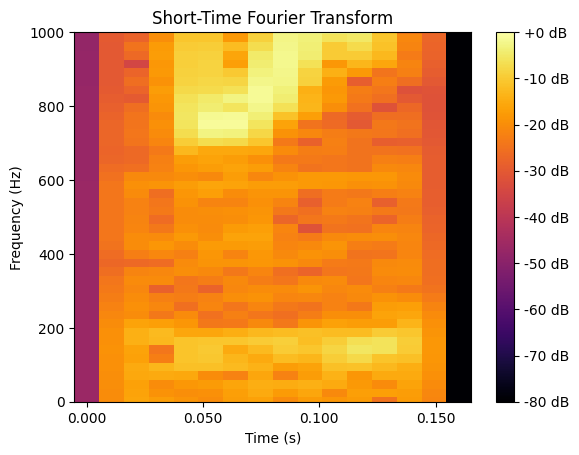 Short-Time Fourier Transform
1000
800
600
400
200
0
Frequency (Hz)
0.000
0.050
0.100
0.150
Time (s)
+0 dB
-10 dB
-20 dB
-30 dB
-40 dB
-50 dB
-60 dB
-70 dB
-80 dB